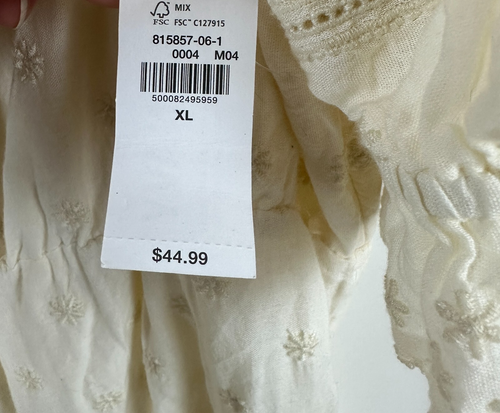 MIX
FSC FSC™ C127915
815857-06-1
0004 M04
500082495959
XL
$44.99